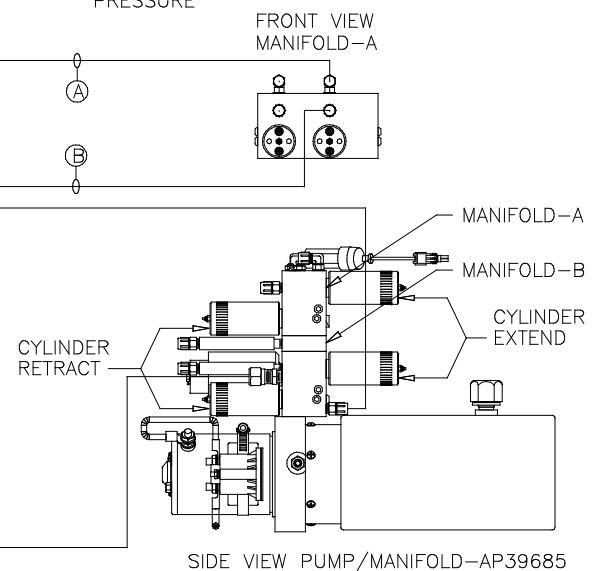 PRESSURE
FRONT VIEW
MANIFOLD-A
A
B
MANIFOLD-A
MANIFOLD-B
CYLINDER
EXTEND
CYLINDER
RETRACT
SIDE VIEW PUMP/MANIFOLD-AP39685